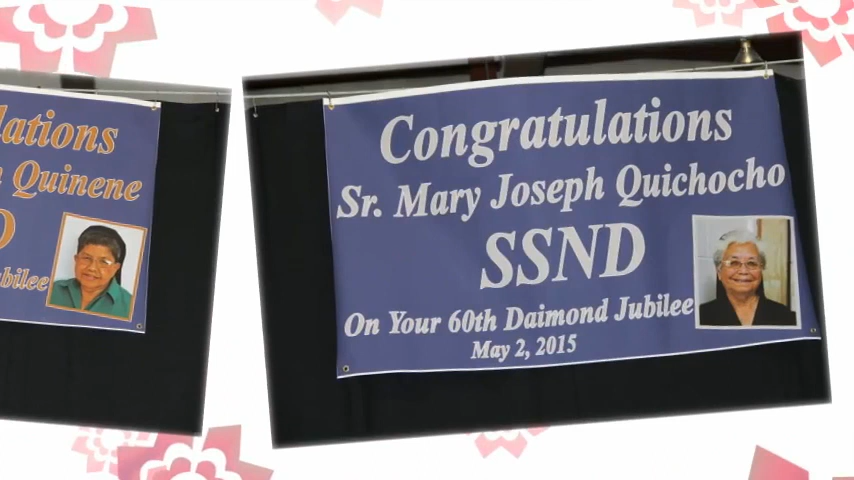 lations
Quinene
bilee
Congratulations
Sr. Mary Joseph Quichocho
SSND
On Your 60th Daimond Jubilee
May 2, 2015